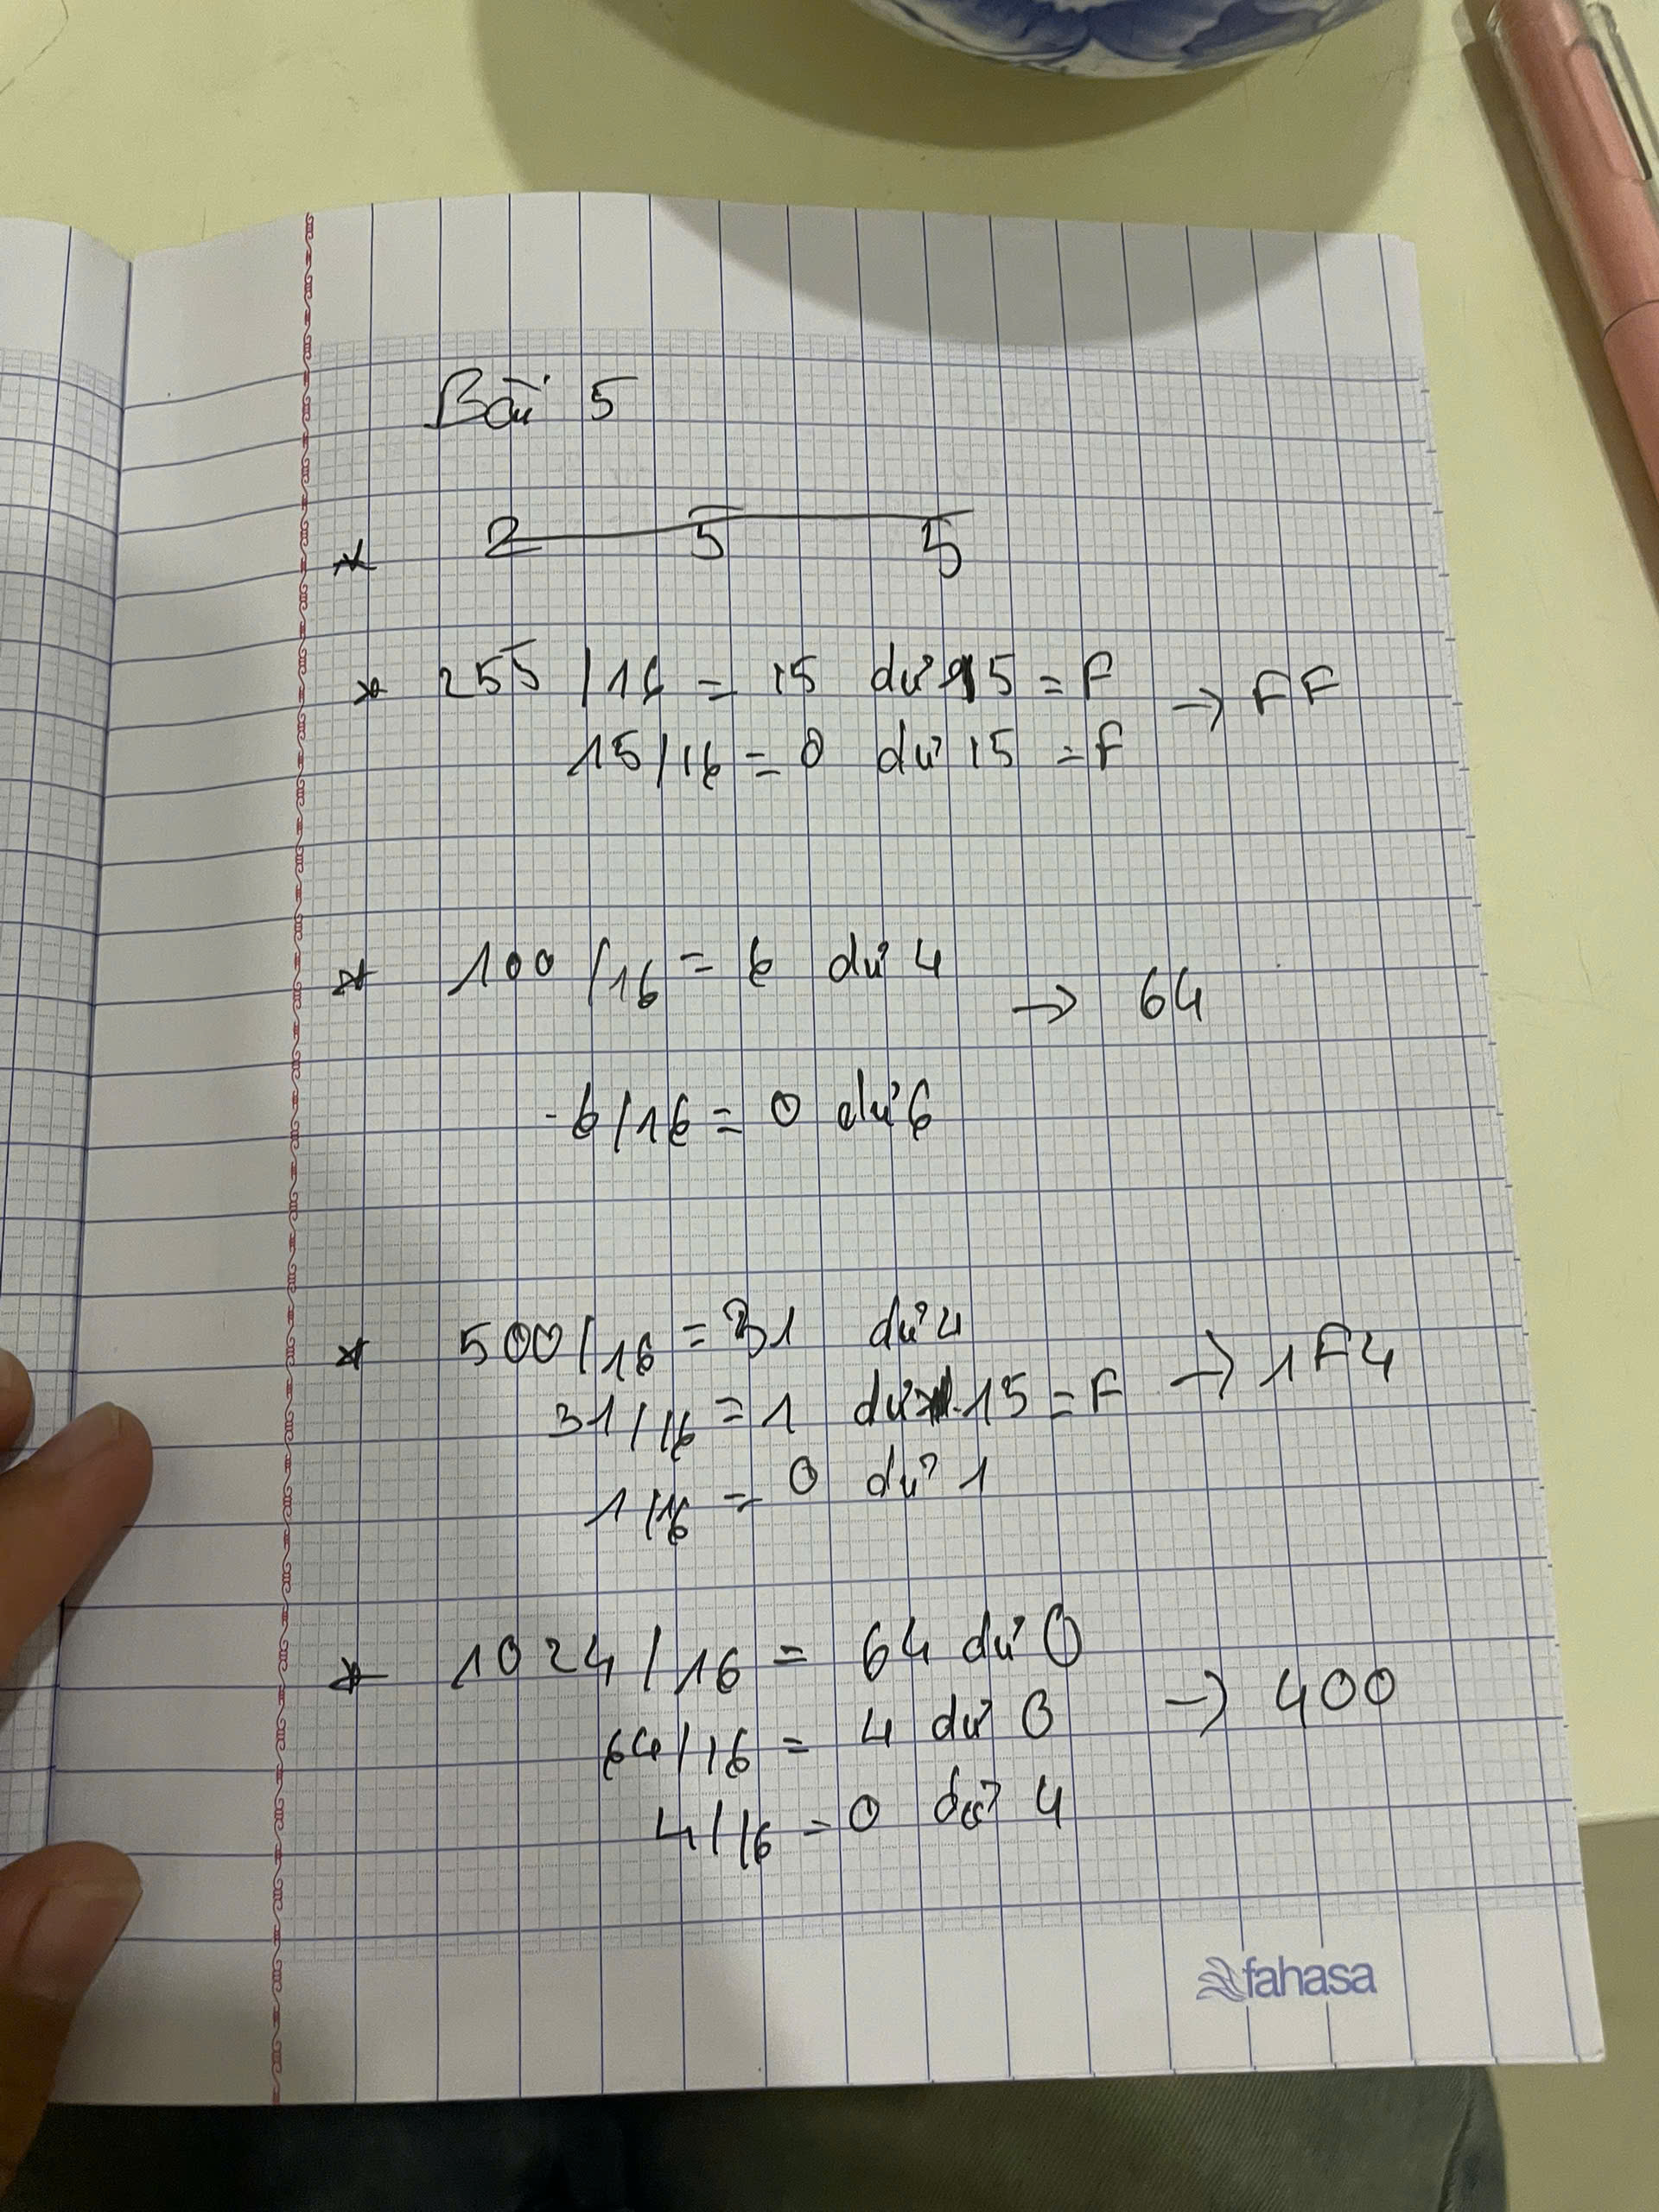 Bài 5
* 2 5 5
* 255 / 16 = 15 dư 15 = F → FF
15 / 16 = 0 dư 15 = F
* 100 / 16 = 6 dư 4
→ 64
- 6 / 16 = 0 dư 6
* 500 / 16 = 31 dư 4
31 / 16 = 1 dư 15 = F → 1F4
1 / 16 = 0 dư 1
* 1024 / 16 = 64 dư 0
64 / 16 = 4 dư 0 → 400
4 / 16 = 0 dư 4
fahasa